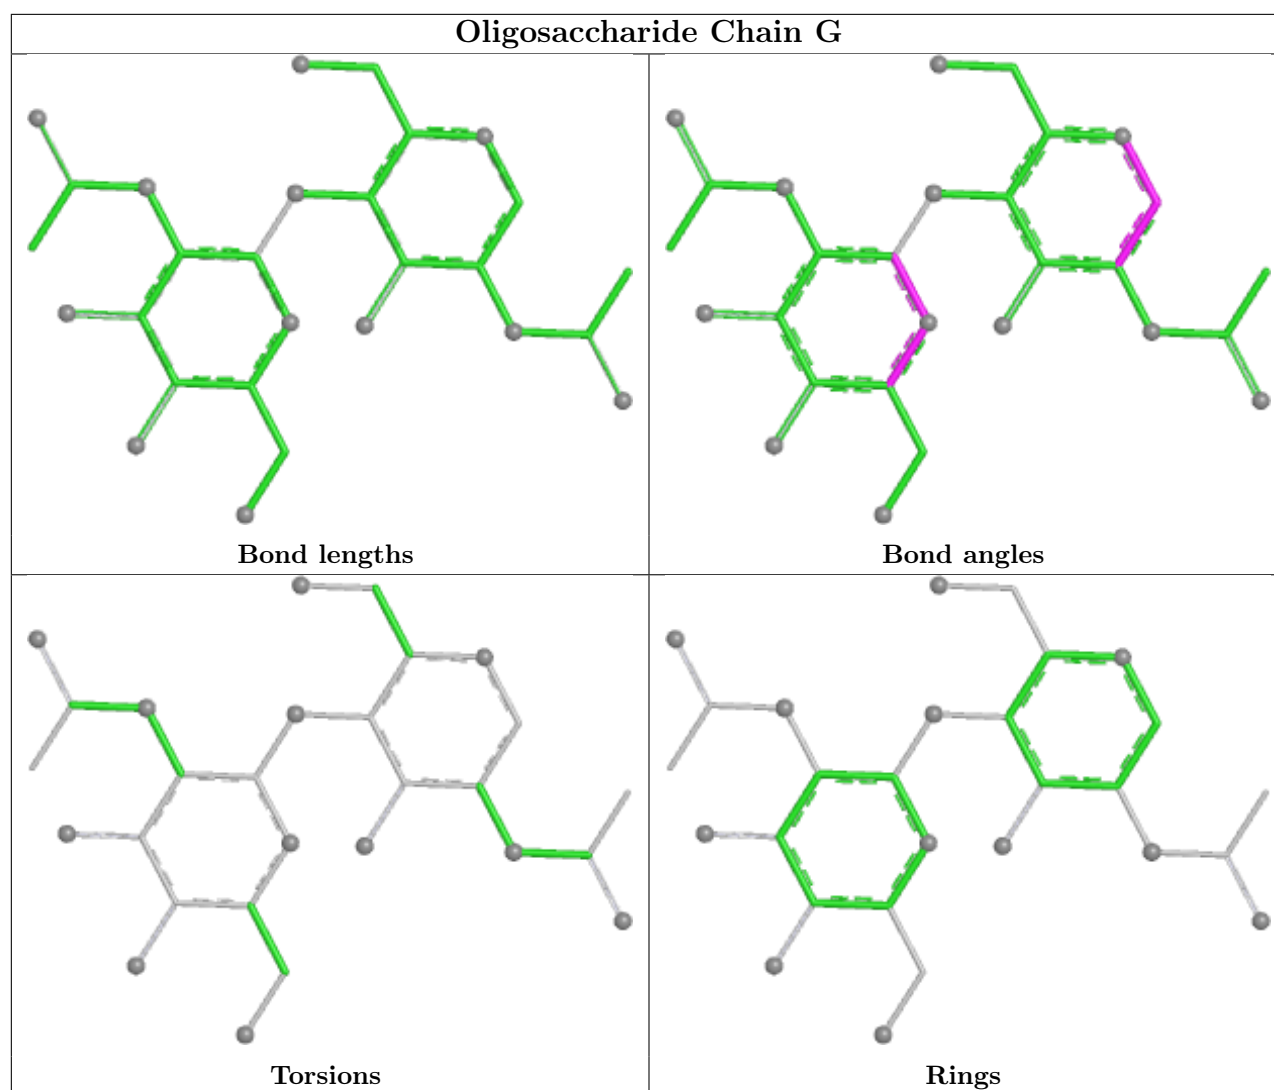 Oligosaccharide Chain G
Bond lengths
Bond angles
Torsions
Rings